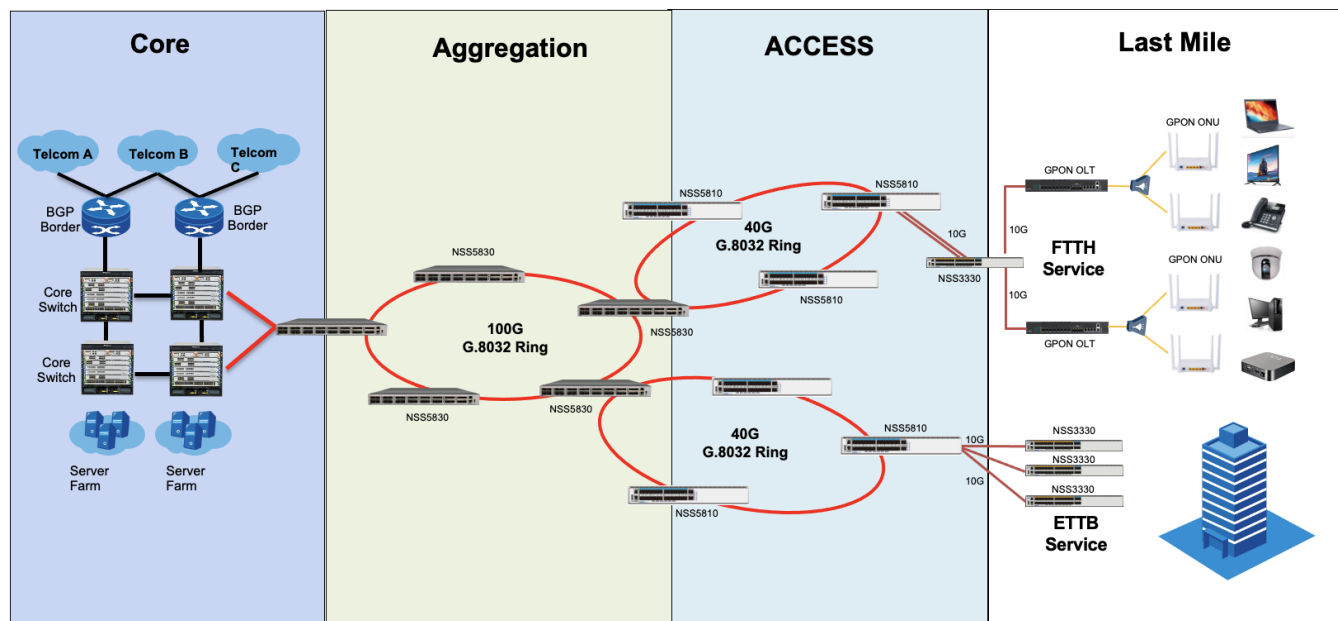 Core
Aggregation
ACCESS
Last Mile
Telcom A
Telcom B
Telcom
C
BGP
Border
BGP
Border
Core
Switch
Core
Switch
Server
Farm
Server
Farm
NSS5830
100G
G.8032 Ring
NSS5830
NSS5830
NSS5830
NSS5810
NSS5810
40G
G.8032 Ring
NSS5810
10G
NSS3330
NSS5810
40G
G.8032 Ring
NSS5810
NSS5810
10G
10G
GPON ONU
GPON OLT
10G
FTTH
Service
10G
GPON ONU
GPON OLT
NSS3330
NSS3330
NSS3330
ETTB
Service